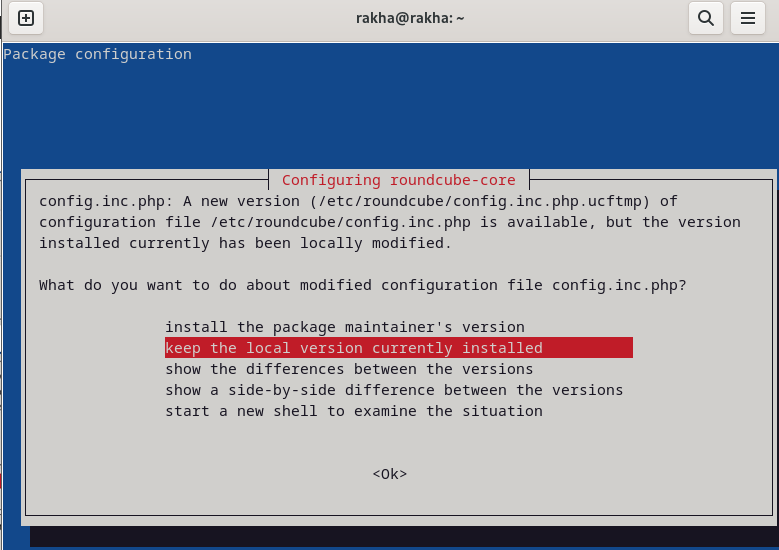 rakha@rakha: ~
Package configuration
Configuring roundcube-core
config.inc.php: A new version (/etc/roundcube/config.inc.php.ucftmp) of
configuration file /etc/roundcube/config.inc.php is available, but the version
installed currently has been locally modified.
What do you want to do about modified configuration file config.inc.php?
install the package maintainer's version
keep the local version currently installed
show the differences between the versions
show a side-by-side difference between the versions
start a new shell to examine the situation
<Ok>